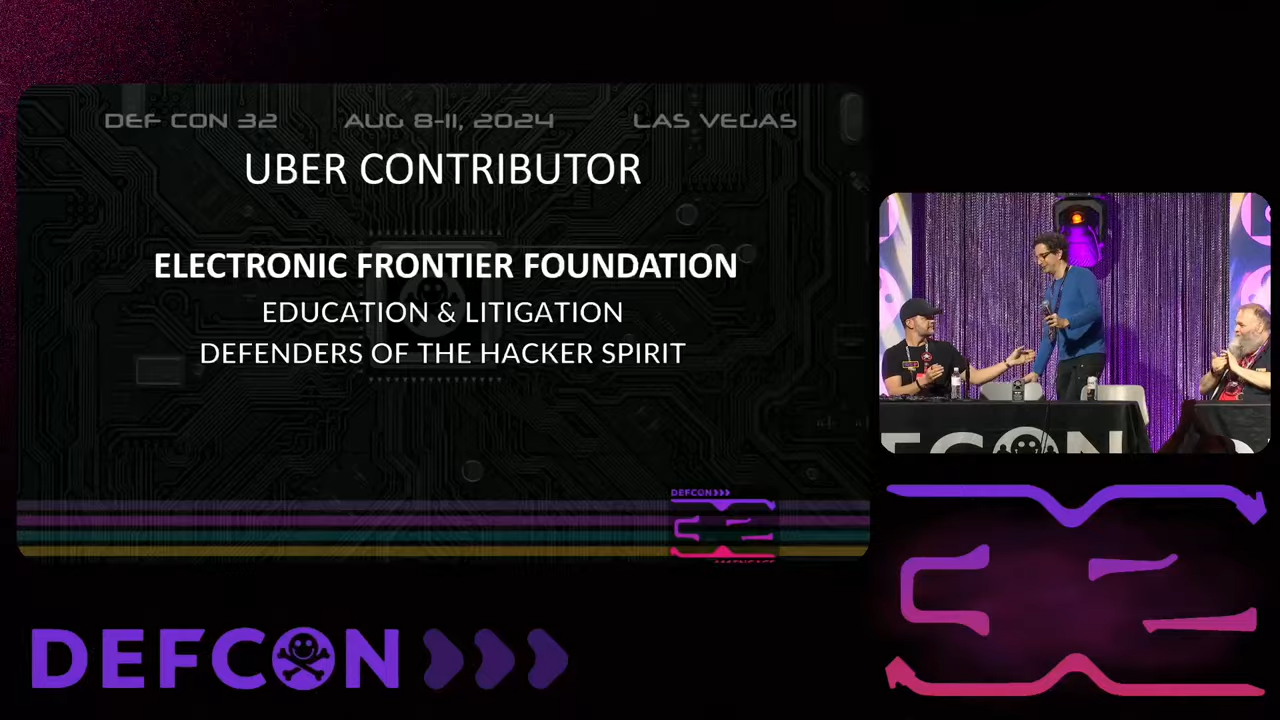 DEF CON 32 AUG 8-11, 2024 LAS VEGAS
UBER CONTRIBUTOR
ELECTRONIC FRONTIER FOUNDATION
EDUCATION & LITIGATION
DEFENDERS OF THE HACKER SPIRIT
DEFCON
DEFCON